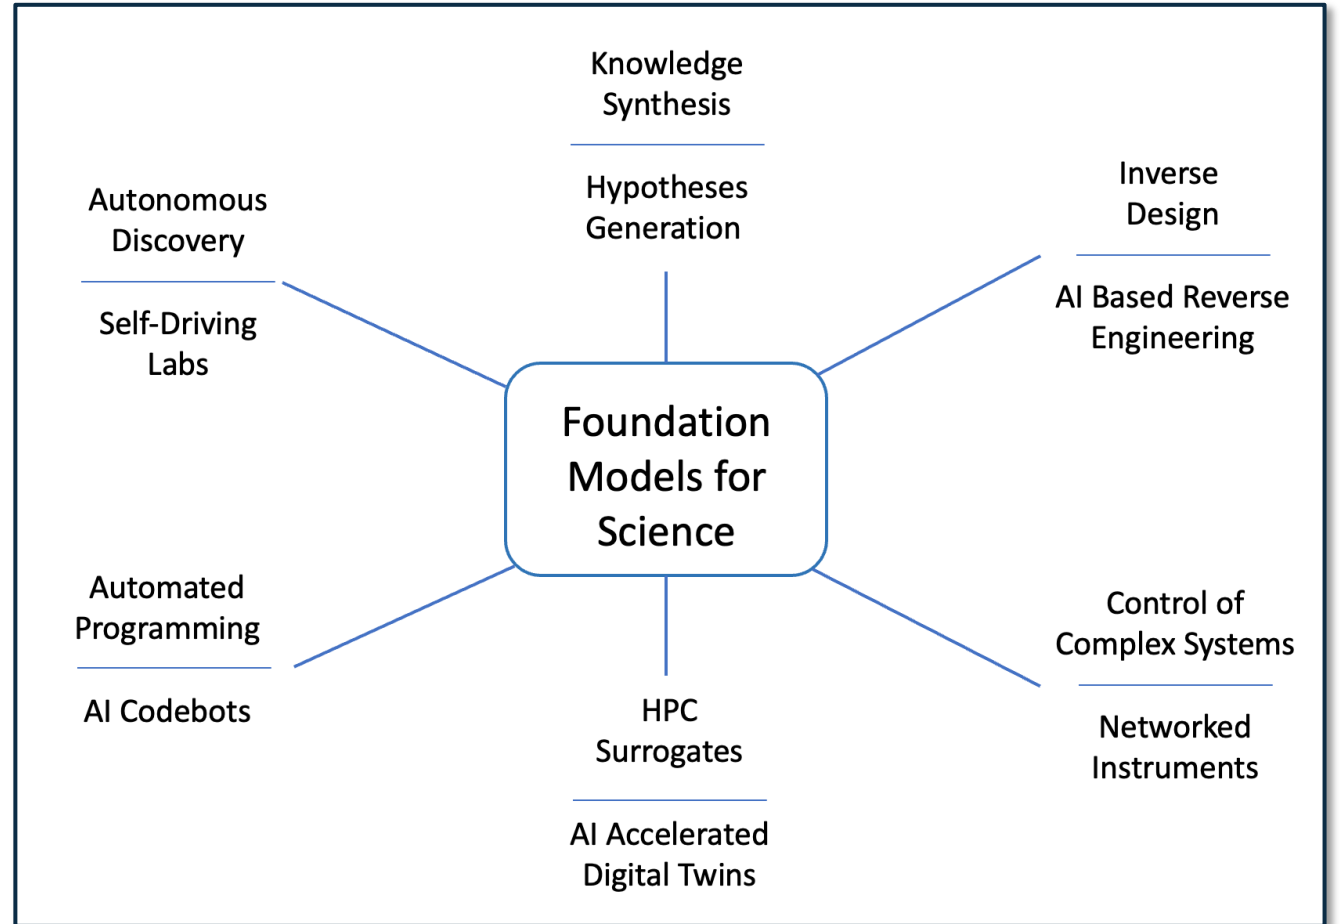 Knowledge
Synthesis
Hypotheses
Generation
Inverse
Design
AI Based Reverse
Engineering
Autonomous
Discovery
Self-Driving
Labs
Foundation
Models for
Science
Automated
Programming
AI Codebots
HPC
Surrogates
AI Accelerated
Digital Twins
Control of
Complex Systems
Networked
Instruments